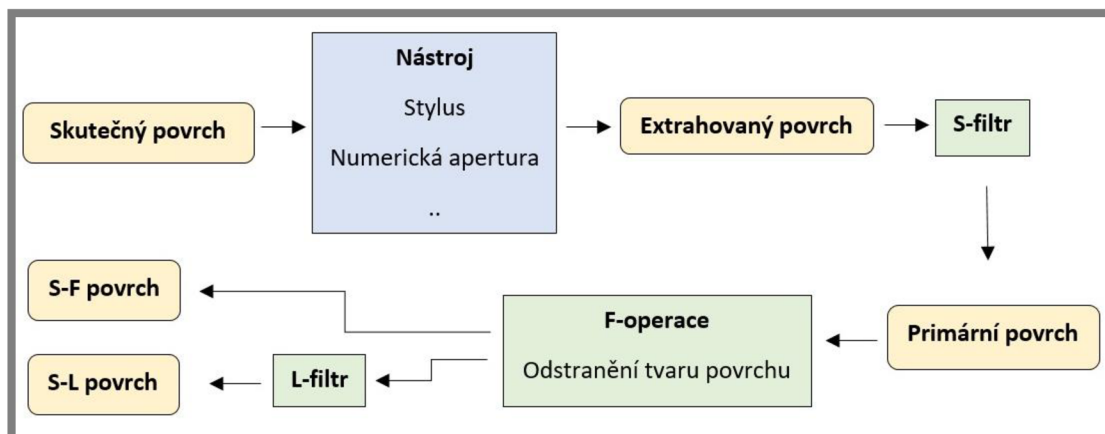 Skutečný povrch
Nástroj
Stylus
Numerická apertura
..
Extrahovaný povrch
S-filtr
Primární povrch
F-operace
Odstranění tvaru povrchu
S-F povrch
L-filtr
S-L povrch